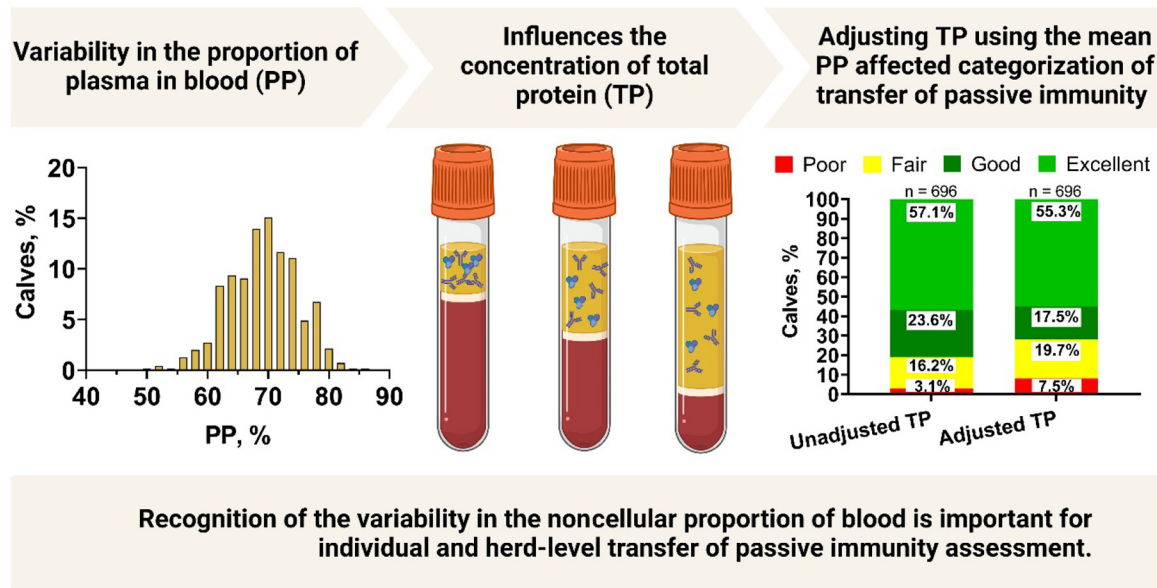 Variability in the proportion of
plasma in blood (PP)
Influences the
concentration of total
protein (TP)
Adjusting TP using the mean
PP affected categorization of
transfer of passive immunity
20
15
10
5
0
Calves, %
40 50 60 70 80 90
PP, %
Poor Fair Good Excellent
n = 696 n = 696
100
90
80
70
60
50
40
30
20
10
0
Calves, %
57.1% 55.3%
23.6% 17.5%
16.2% 19.7%
3.1% 7.5%
Unadjusted TP Adjusted TP
Recognition of the variability in the noncellular proportion of blood is important for
individual and herd-level transfer of passive immunity assessment.